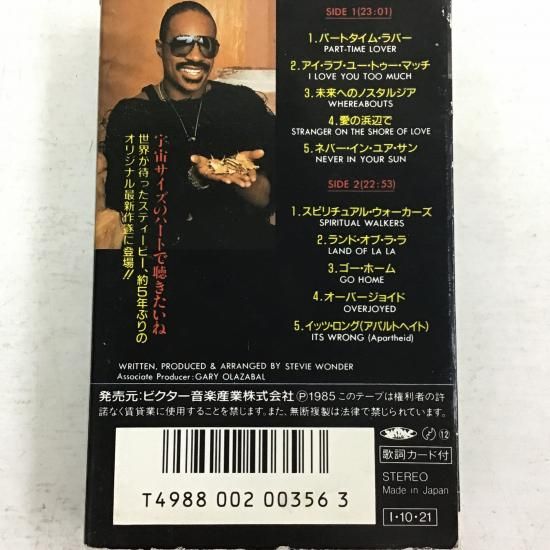 SIDE 1(23:01)
1.パートタイム・ラバー
PART-TIME LOVER
2.アイ・ラブ・ユー・トゥー・マッチ
I LOVE YOU TOO MUCH
3.未来へのノスタルジア
WHEREABOUTS
4.愛の浜辺で
STRANGER ON THE SHORE OF LOVE
5.ネバー・イン・ユア・サン
NEVER IN YOUR SUN
SIDE 2(22:53)
1.スピリチュアル・ウォーカーズ
SPIRITUAL WALKERS
2.ランド・オブ・ラ・ラ
LAND OF LA LA
3.ゴー・ホーム
GO HOME
4.オーバージョイド
OVERJOYED
5.イッツ・ロング(アパルトヘイト)
ITS WRONG (Apartheid)
宇宙サイズのハートで聴きたいね
世界が待ったスティービー、約5年ぶりの
オリジナル最新作遂に登場!!
WRITTEN, PRODUCED & ARRANGED BY STEVIE WONDER
Associate Producer:GARY OLAZABAL
発売元:ビクター音楽産業株式会社 Ⓟ1985 このテープは権利者の許
諾なく賃貸業に使用することを禁じます。また、無断複製は法律で禁じられています。
⑫
歌詞カード付
STEREO
Made in Japan
I・10・21
T4988 002 00356 3